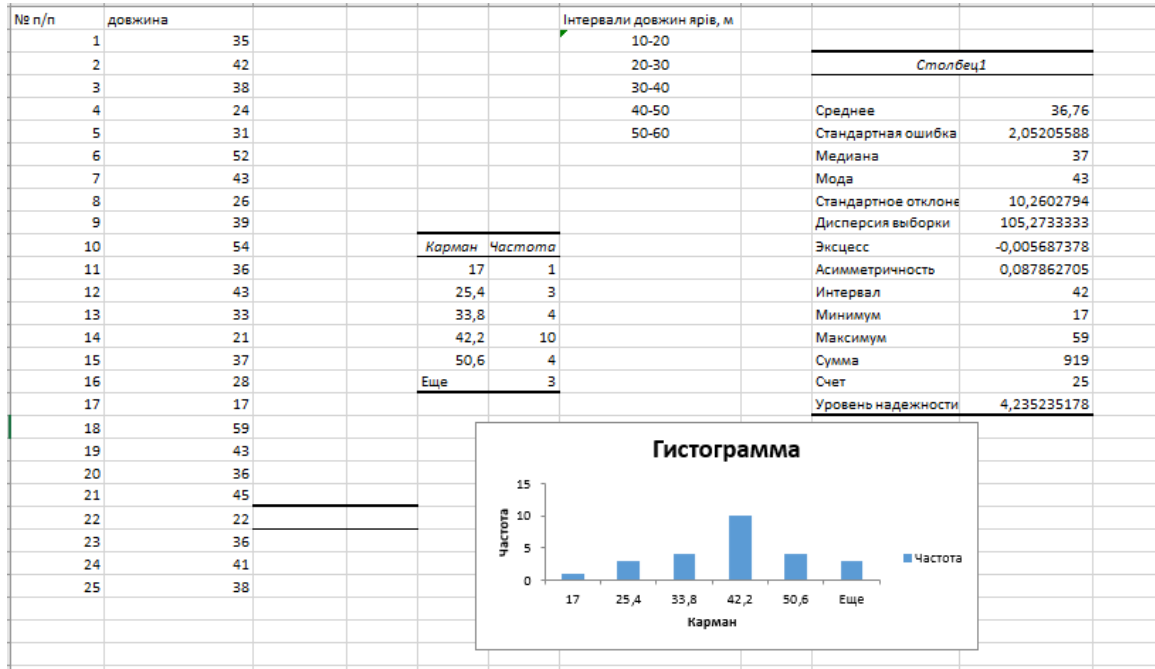 № п/п довжина Інтервали довжин ярів, м
1 35 10-20
2 42 20-30 Столбец1
3 38 30-40
4 24 40-50 Среднее 36,76
5 31 50-60 Стандартная ошибка 2,05205588
6 52 Медиана 37
7 43 Мода 43
8 26 Стандартное отклоне 10,2602794
9 39 Дисперсия выборки 105,2733333
10 54 Карман Частота Эксцесс -0,005687378
11 36 17 1 Асимметричность 0,087862705
12 43 25,4 3 Интервал 42
13 33 33,8 4 Минимум 17
14 21 42,2 10 Максимум 59
15 37 50,6 4 Сумма 919
16 28 Еще 3 Счет 25
17 17 Уровень надежности 4,235235178
18 59
19 43
20 36
21 45
22 22
23 36
24 41
25 38
Гистограмма
15
10
5
0
Частота
17 25,4 33,8 42,2 50,6 Еще
Карман
Частота